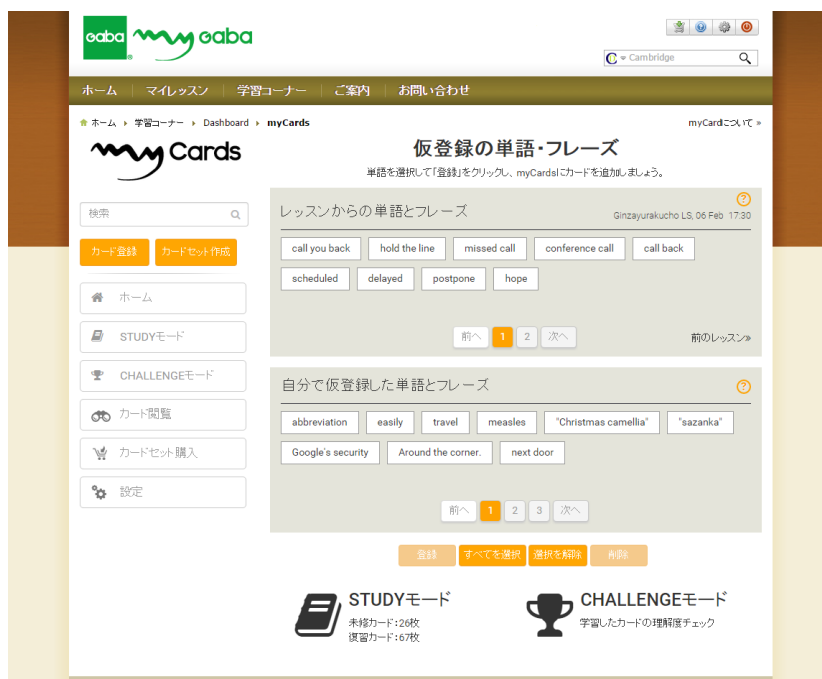 Gaba
my Gaba
Cambridge
ホーム マイレッスン 学習コーナー ご案内 お問い合わせ
ホーム 学習コーナー Dashboard myCards
myCardについて »
my Cards
仮登録の単語・フレーズ
単語を選択して「登録」をクリックし、myCardsにカードを追加しましょう。
検索
カード登録 カードセット作成
ホーム
STUDYモード
CHALLENGEモード
カード閲覧
カードセット購入
設定
レッスンからの単語とフレーズ
Ginzayurakucho LS, 06 Feb 17:30
call you back hold the line missed call conference call call back
scheduled delayed postpone hope
前へ 1 2 次へ
前のレッスン»
自分で仮登録した単語とフレーズ
abbreviation easily travel measles "Christmas camellia" "sazanka"
Google's security Around the corner. next door
前へ 1 2 3 次へ
登録 すべてを選択 選択を解除 削除
STUDYモード
未修カード：26枚
復習カード：67枚
CHALLENGEモード
学習したカードの理解度チェック